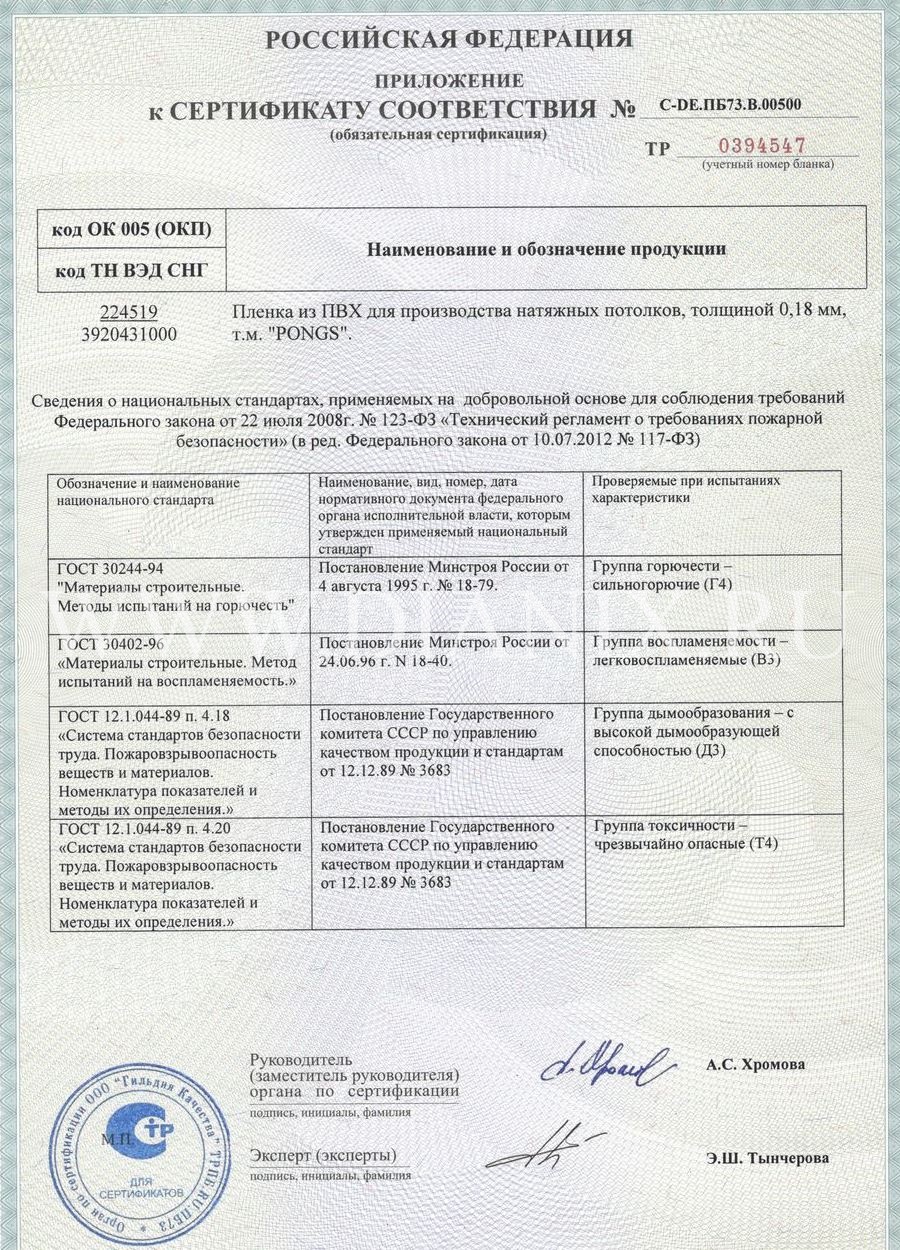 РОССИЙСКАЯ ФЕДЕРАЦИЯ
ПРИЛОЖЕНИЕ
к СЕРТИФИКАТУ СООТВЕТСТВИЯ № С-DE.ПБ73.В.00500
(обязательная сертификация)
ТР 0394547
(учетный номер бланка)
код ОК 005 (ОКП)
код ТН ВЭД СНГ
Наименование и обозначение продукции
224519
3920431000
Пленка из ПВХ для производства натяжных потолков, толщиной 0,18 мм,
т.м. "PONGS".
Сведения о национальных стандартах, применяемых на добровольной основе для соблюдения требований
Федерального закона от 22 июля 2008г. № 123-ФЗ «Технический регламент о требованиях пожарной
безопасности» (в ред. Федерального закона от 10.07.2012 № 117-ФЗ)
Обозначение и наименование
национального стандарта
Наименование, вид, номер, дата
нормативного документа федерального
органа исполнительной власти, которым
утвержден применяемый национальный
стандарт
Проверяемые при испытаниях
характеристики
ГОСТ 30244-94
"Материалы строительные.
Методы испытаний на горючесть"
Постановление Минстроя России от
4 августа 1995 г. № 18-79.
Группа горючести –
сильногорючие (Г4)
WWW.DIANIX.RU
ГОСТ 30402-96
«Материалы строительные. Метод
испытаний на воспламеняемость.»
Постановление Минстроя России от
24.06.96 г. N 18-40.
Группа воспламеняемости –
легковоспламеняемые (В3)
ГОСТ 12.1.044-89 п. 4.18
«Система стандартов безопасности
труда. Пожаровзрывоопасность
веществ и материалов.
Номенклатура показателей и
методы их определения.»
Постановление Государственного
комитета СССР по управлению
качеством продукции и стандартам
от 12.12.89 № 3683
Группа дымообразования – с
высокой дымообразующей
способностью (Д3)
ГОСТ 12.1.044-89 п. 4.20
«Система стандартов безопасности
труда. Пожаровзрывоопасность
веществ и материалов.
Номенклатура показателей и
методы их определения.»
Постановление Государственного
комитета СССР по управлению
качеством продукции и стандартам
от 12.12.89 № 3683
Группа токсичности –
чрезвычайно опасные (Т4)
Руководитель
(заместитель руководителя)
органа по сертификации
подпись, инициалы, фамилия
А.С. Хромова
Эксперт (эксперты)
подпись, инициалы, фамилия
Э.Ш. Тынчерова
Орган по сертификации ООО "Гильдия Качества" ТРПБ.RU.ПБ73 *
М.П.
ДЛЯ
СЕРТИФИКАТОВ